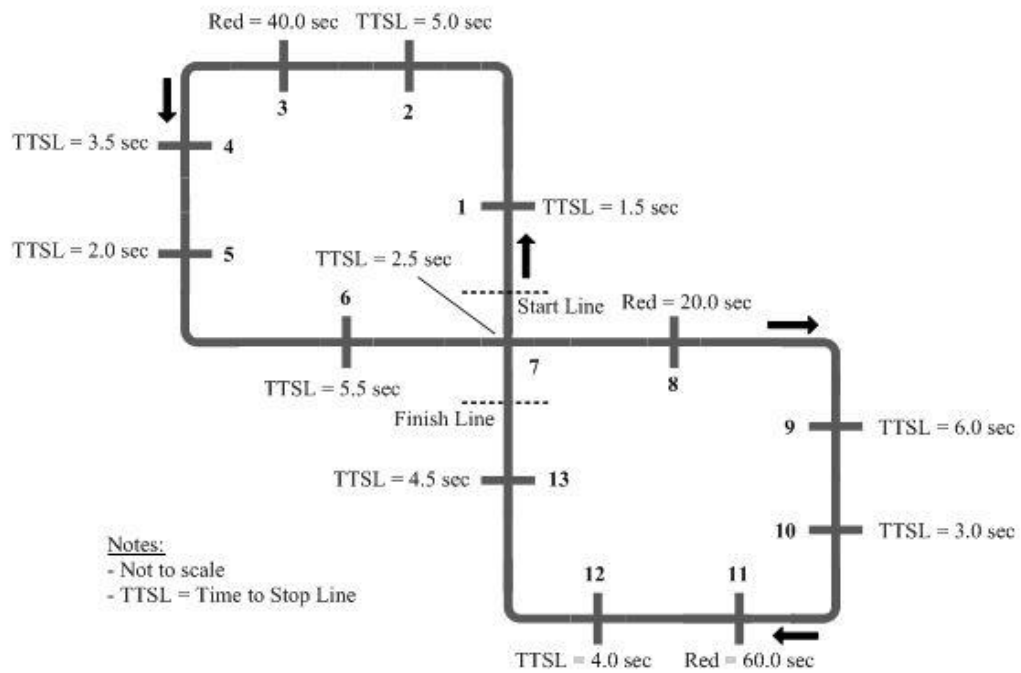 Red = 40.0 sec TTSL = 5.0 sec
3
2
TTSL = 3.5 sec
4
1
TTSL = 1.5 sec
TTSL = 2.0 sec
5
TTSL = 2.5 sec
6
Start Line
Red = 20.0 sec
7
8
TTSL = 5.5 sec
Finish Line
9
TTSL = 6.0 sec
TTSL = 4.5 sec
13
10
TTSL = 3.0 sec
Notes:
- Not to scale
- TTSL = Time to Stop Line
12
11
TTSL = 4.0 sec
Red = 60.0 sec